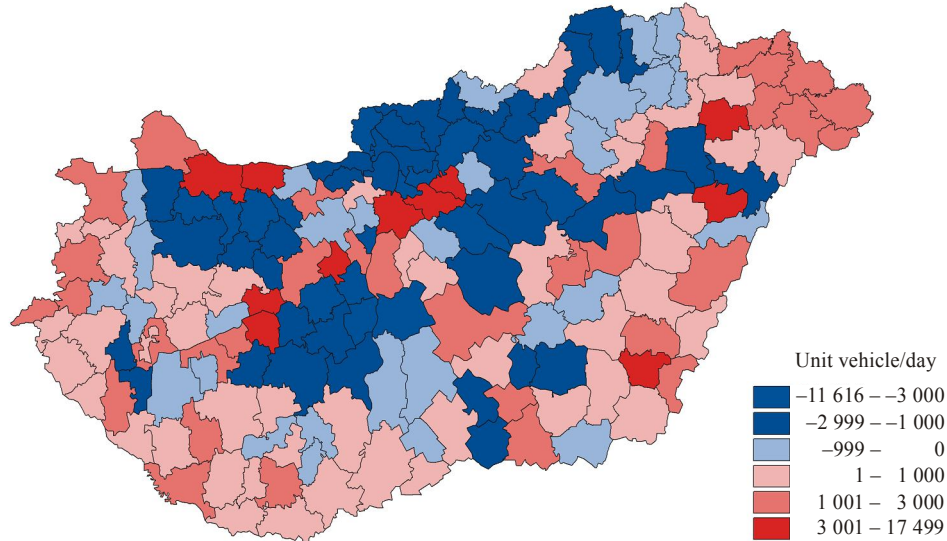 Unit vehicle/day
–11 616 – –3 000
–2 999 – –1 000
–999 – 0
1 – 1 000
1 001 – 3 000
3 001 – 17 499